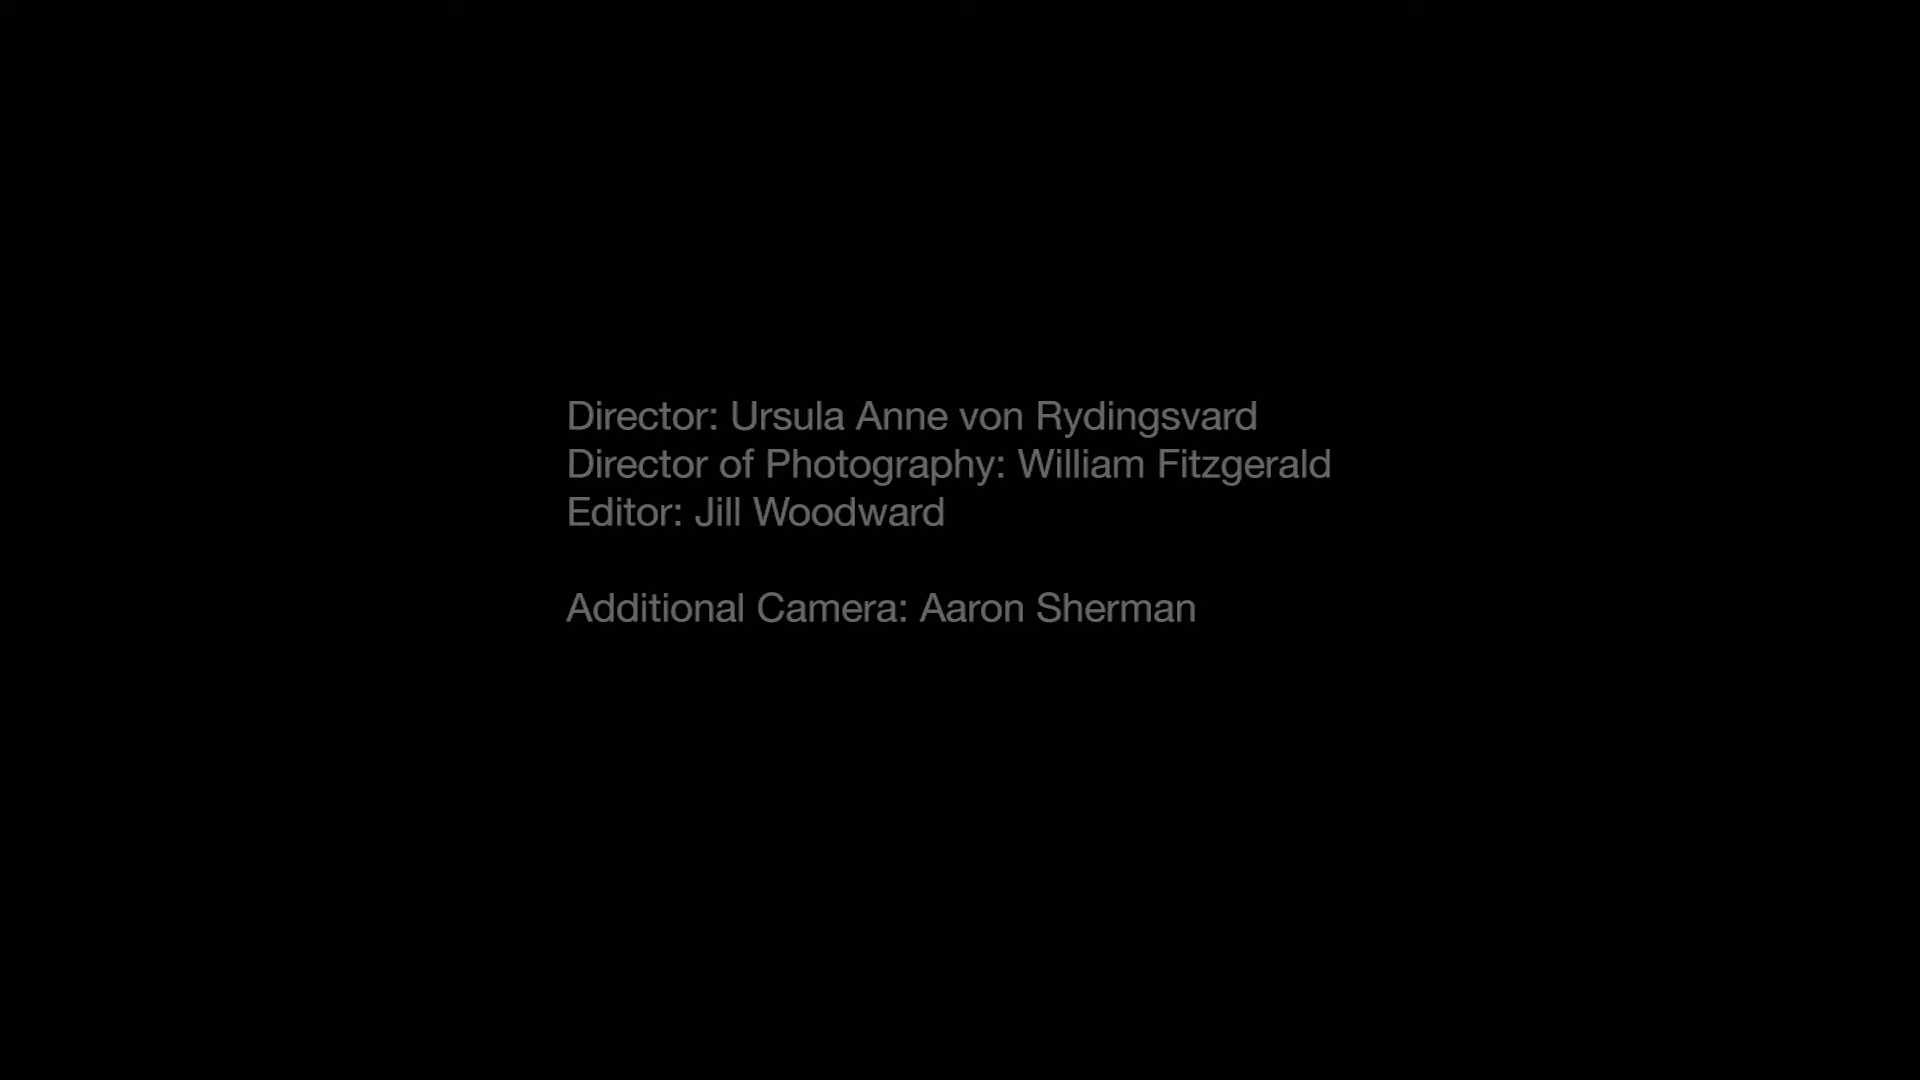 Director: Ursula Anne von Rydingsvard
Director of Photography: William Fitzgerald
Editor: Jill Woodward
Additional Camera: Aaron Sherman